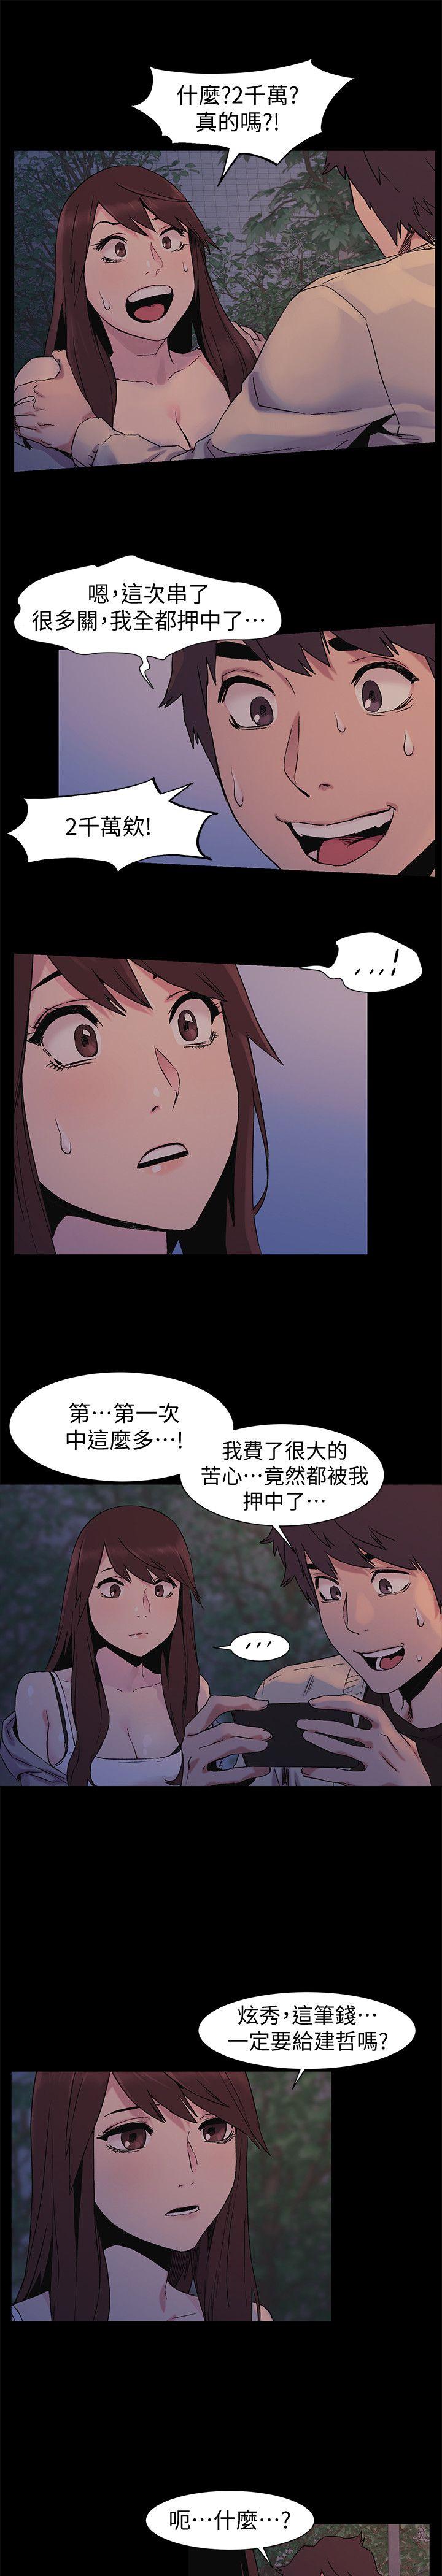 什麼?2千萬?
真的嗎?!
嗯,這次串了
很多關,我全都押中了…
2千萬欸!
,,,,!
第…第一次
中這麼多…!
我費了很大的
苦心…竟然都被我
押中了…
,,,
炫秀,這筆錢…
一定要給建哲嗎?
呃…什麼…?